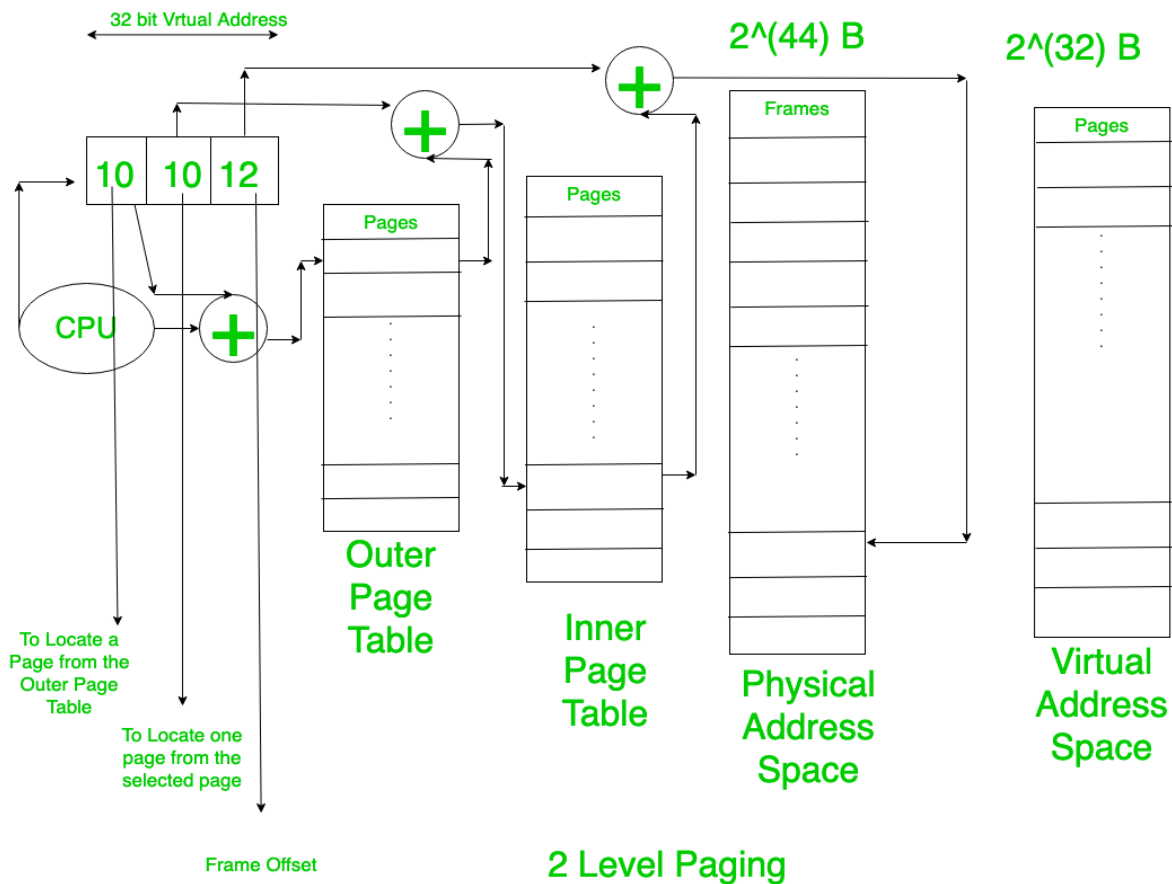 32 bit Vrtual Address
2^(44) B
2^(32) B
+
+
Frames
Pages
10 10 12
Pages
Pages
CPU
+
Outer
Page
Table
Inner
Page
Table
Physical
Address
Space
Virtual
Address
Space
To Locate a
Page from the
Outer Page
Table
To Locate one
page from the
selected page
Frame Offset
2 Level Paging